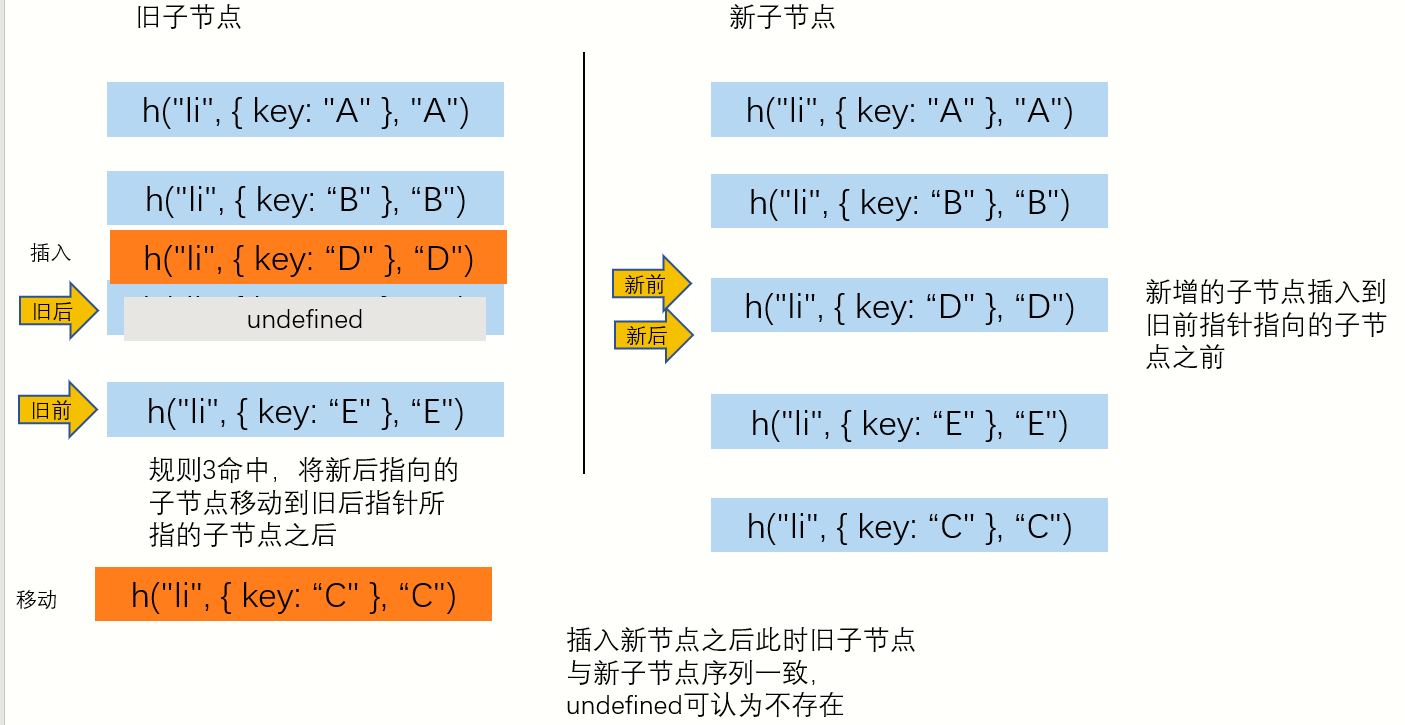 旧子节点
新子节点
h("li", { key: "A" }, "A")
h("li", { key: "A" }, "A")
h("li", { key: “B" }, “B")
h("li", { key: “B" }, “B")
插入
h("li", { key: “D" }, “D")
旧后
undefined
新前
新后
h("li", { key: “D" }, “D")
新增的子节点插入到
旧前指针指向的子节
点之前
旧前
h("li", { key: “E" }, “E")
h("li", { key: “E" }, “E")
规则3命中，将新后指向的
子节点移动到旧后指针所
指的子节点之后
h("li", { key: “C" }, “C")
移动
h("li", { key: “C" }, “C")
插入新节点之后此时旧子节点
与新子节点序列一致，
undefined可认为不存在